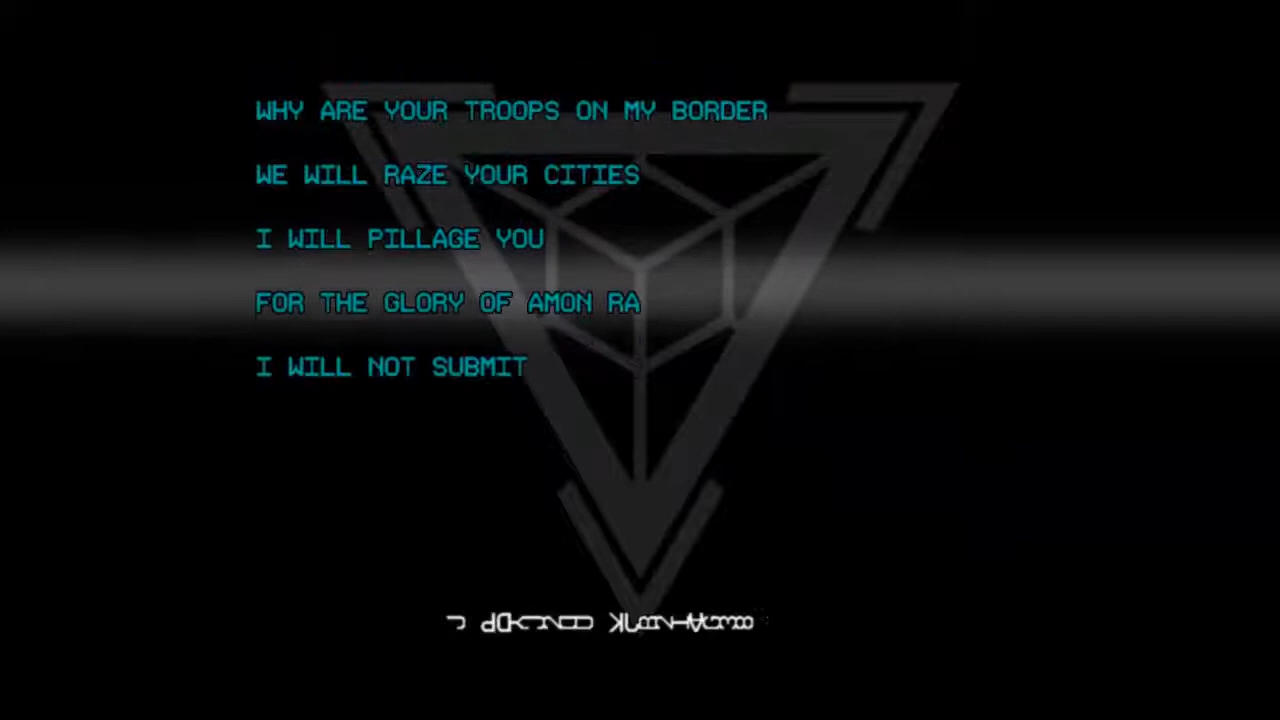 WHY ARE YOUR TROOPS ON MY BORDER
WE WILL RAZE YOUR CITIES
I WILL PILLAGE YOU
FOR THE GLORY OF AMON RA
I WILL NOT SUBMIT